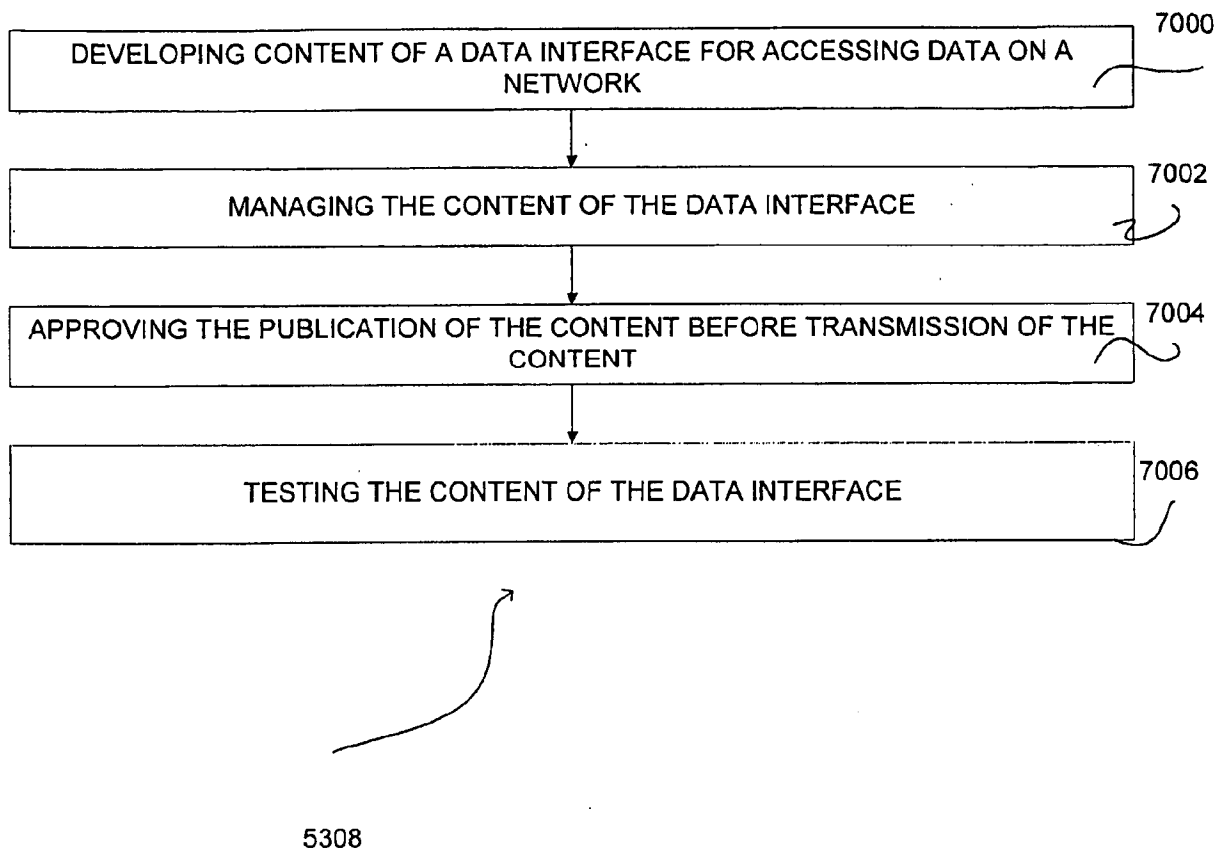 7000
DEVELOPING CONTENT OF A DATA INTERFACE FOR ACCESSING DATA ON A
NETWORK
7002
MANAGING THE CONTENT OF THE DATA INTERFACE
7004
APPROVING THE PUBLICATION OF THE CONTENT BEFORE TRANSMISSION OF THE
CONTENT
7006
TESTING THE CONTENT OF THE DATA INTERFACE
5308